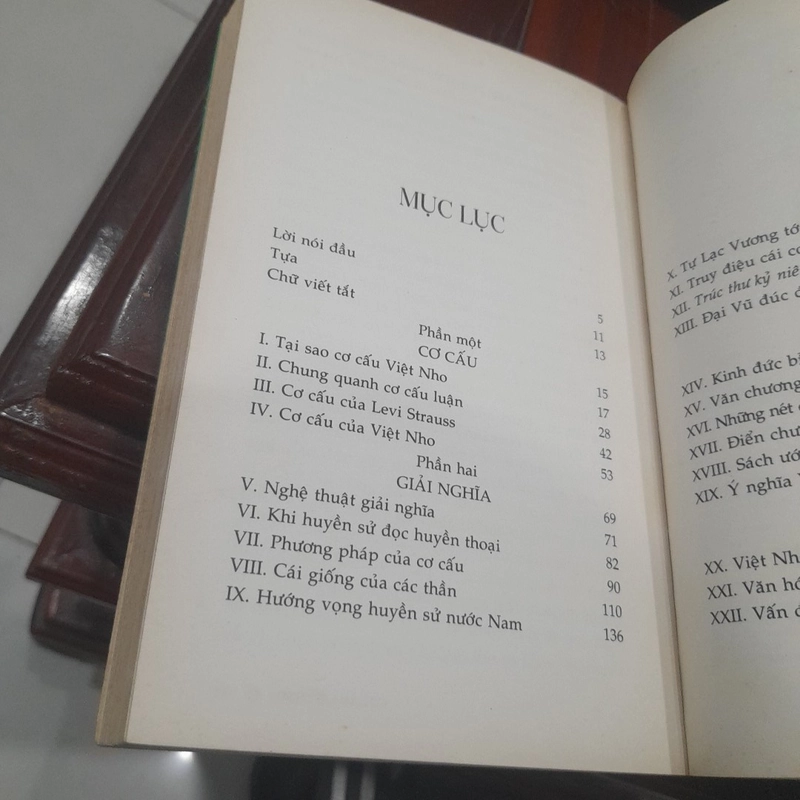 MỤC LỤC
Lời nói đầu 5
Tựa 11
Chữ viết tắt 13
Phần một
CƠ CẤU 15
I. Tại sao cơ cấu Việt Nho 17
II. Chung quanh cơ cấu luận 28
III. Cơ cấu của Levi Strauss 42
IV. Cơ cấu của Việt Nho 53
Phần hai
GIẢI NGHĨA 69
V. Nghệ thuật giải nghĩa 71
VI. Khi huyền sử đọc huyền thoại 82
VII. Phương pháp của cơ cấu 90
VIII. Cái giống của các thần 110
IX. Hướng vọng huyền sử nước Nam 136
X. Tự Lạc Vương
XI. Truy điệu cái
XII. Trúc thư kỷ
XIII. Đại Vũ đúc
XIV. Kinh đức
XV. Văn chương
XVI. Những nét
XVII. Điển
XVIII. Sách
XIX. Ý nghĩa
XX. Việt
XXI. Văn
XXII. Vấn